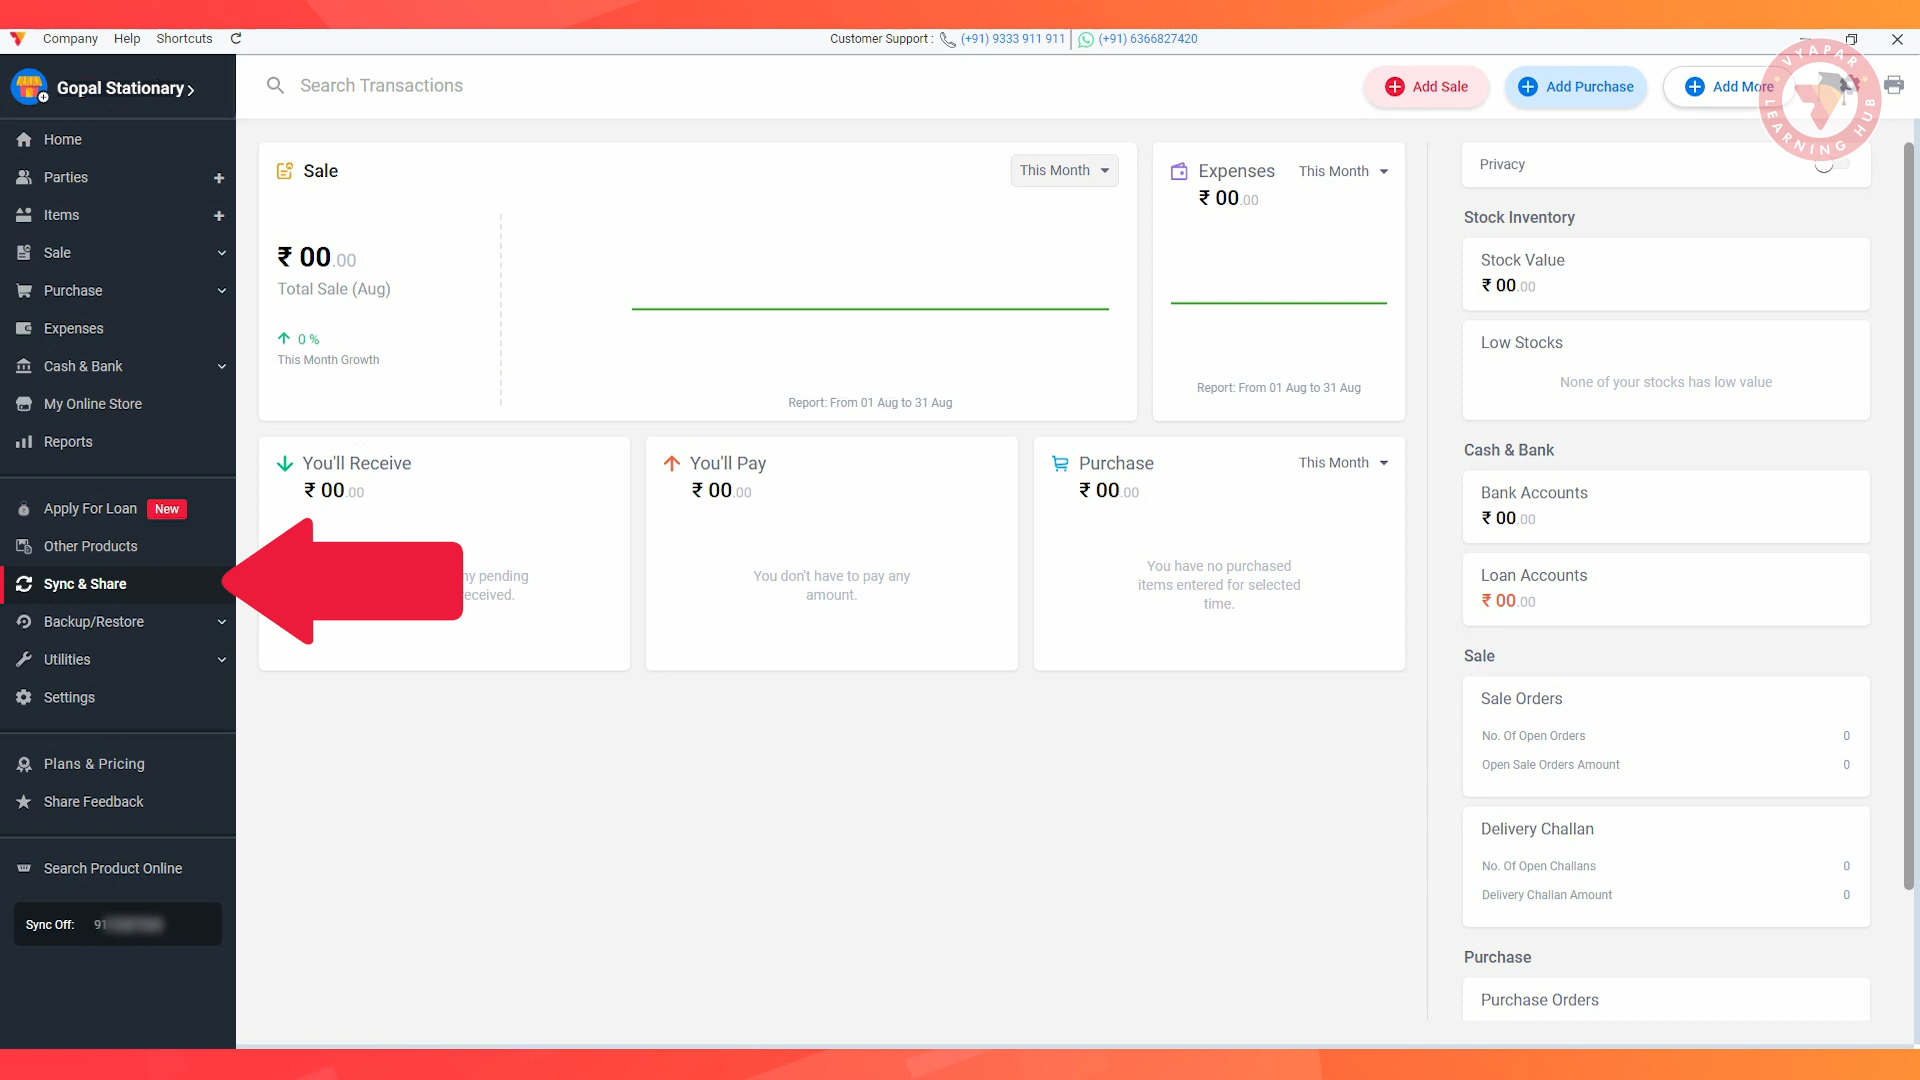 Company Help Shortcuts
Customer Support : (+91) 9333 911 911 (+91) 6366827420
Gopal Stationary
Search Transactions
Add Sale
Add Purchase
Add More
VYAPAR
LEARNING HUB
Home
Parties
Items
Sale
Purchase
Expenses
Cash & Bank
My Online Store
Reports
Apply For Loan New
Other Products
Sync & Share
Backup/Restore
Utilities
Settings
Plans & Pricing
Share Feedback
Search Product Online
Sync Off: 91
Sale
This Month
₹ 00.00
Total Sale (Aug)
0 %
This Month Growth
Report: From 01 Aug to 31 Aug
Expenses
This Month
₹ 00.00
Report: From 01 Aug to 31 Aug
You'll Receive
₹ 00.00
pending
You'll Pay
₹ 00.00
You don't have to pay any
amount.
Purchase
This Month
₹ 00.00
You have no purchased
items entered for selected
time.
Privacy
Stock Inventory
Stock Value
₹ 00.00
Low Stocks
None of your stocks has low value
Cash & Bank
Bank Accounts
₹ 00.00
Loan Accounts
₹ 00.00
Sale
Sale Orders
No. Of Open Orders 0
Open Sale Orders Amount 0
Delivery Challan
No. Of Open Challans 0
Delivery Challan Amount 0
Purchase
Purchase Orders